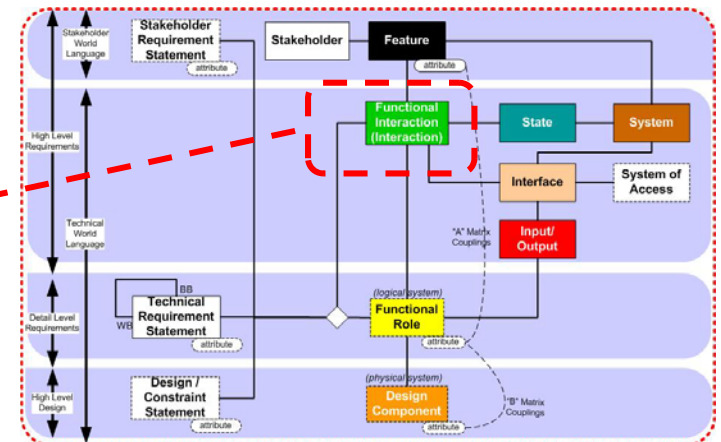 Stakeholder
World
Language
Stakeholder
Requirement
Statement
attribute
Stakeholder
Feature
attribute
High Level
Requirements
Technical
World
Language
Functional
Interaction
(Interaction)
State
System
Interface
System of
Access
"A" Matrix
Couplings
Input/
Output
Detail Level
Requirements
BB
WB
Technical
Requirement
Statement
attribute
(logical system)
Functional
Role
attribute
High Level
Design
Design /
Constraint
Statement
attribute
(physical system)
Design
Component
attribute
"B" Matrix
Couplings